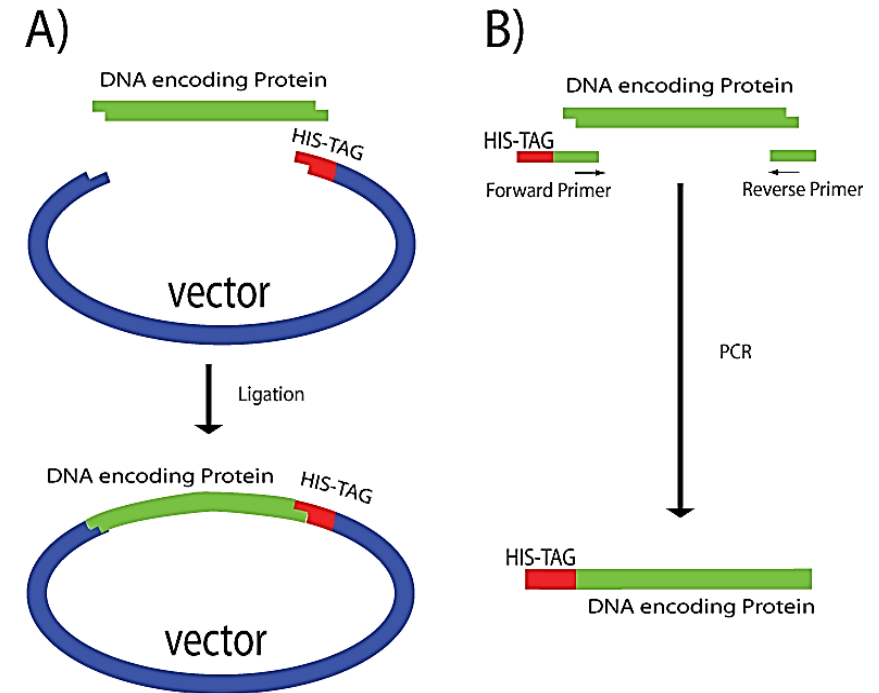 A)
DNA encoding Protein
HIS-TAG
vector
Ligation
DNA encoding Protein
HIS-TAG
vector
B)
DNA encoding Protein
HIS-TAG
Forward Primer
Reverse Primer
PCR
HIS-TAG
DNA encoding Protein